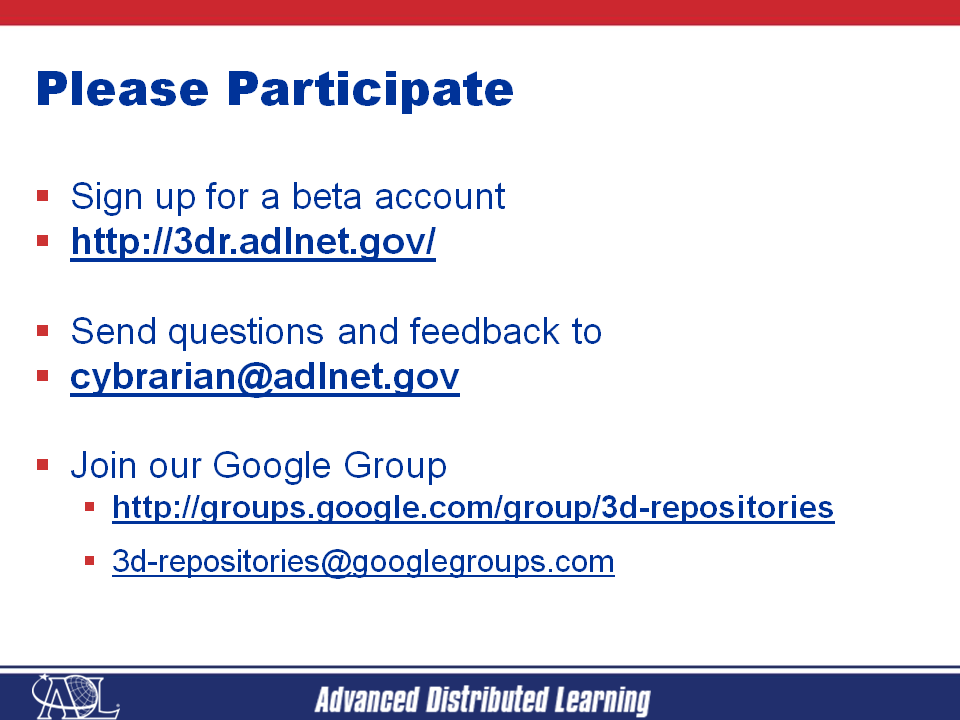 Please Participate
Sign up for a beta account
http://3dr.adlnet.gov/
Send questions and feedback to
cybrarian@adlnet.gov
Join our Google Group
http://groups.google.com/group/3d-repositories
3d-repositories@googlegroups.com
ADL
Advanced Distributed Learning